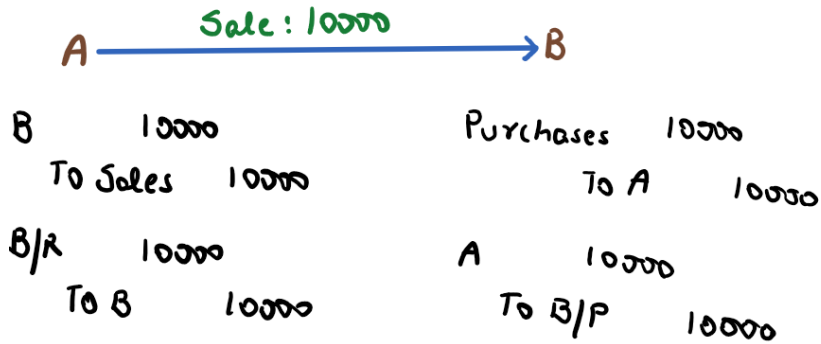 Sale: 10000
A B
B 10000
To Sales 10000
B/R 10000
To B 10000
Purchases 10000
To A 10000
A 10000
To B/P 10000